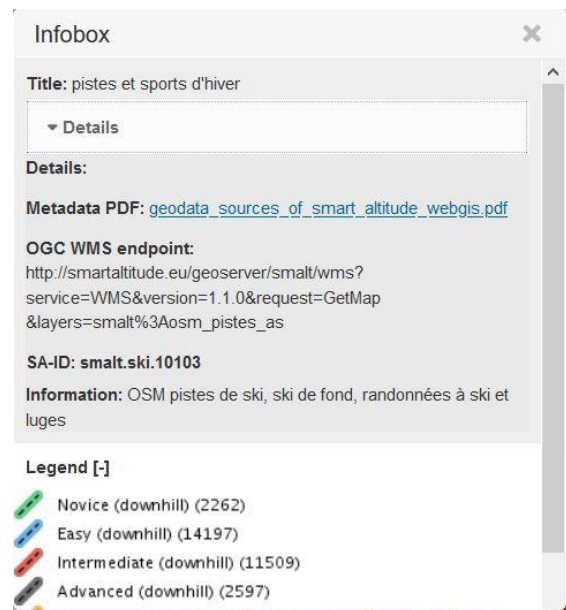 Infobox
Title: pistes et sports d'hiver
Details
Details:
Metadata PDF: geodata_sources_of_smart_altitude_webgis.pdf
OGC WMS endpoint:
http://smartaltitude.eu/geoserver/smalt/wms?
service=WMS&version=1.1.0&request=GetMap
&layers=smalt%3Aosm_pistes_as
SA-ID: smalt.ski.10103
Information: OSM pistes de ski, ski de fond, randonnées à ski et
luges
Legend [-]
Novice (downhill) (2262)
Easy (downhill) (14197)
Intermediate (downhill) (11509)
Advanced (downhill) (2597)